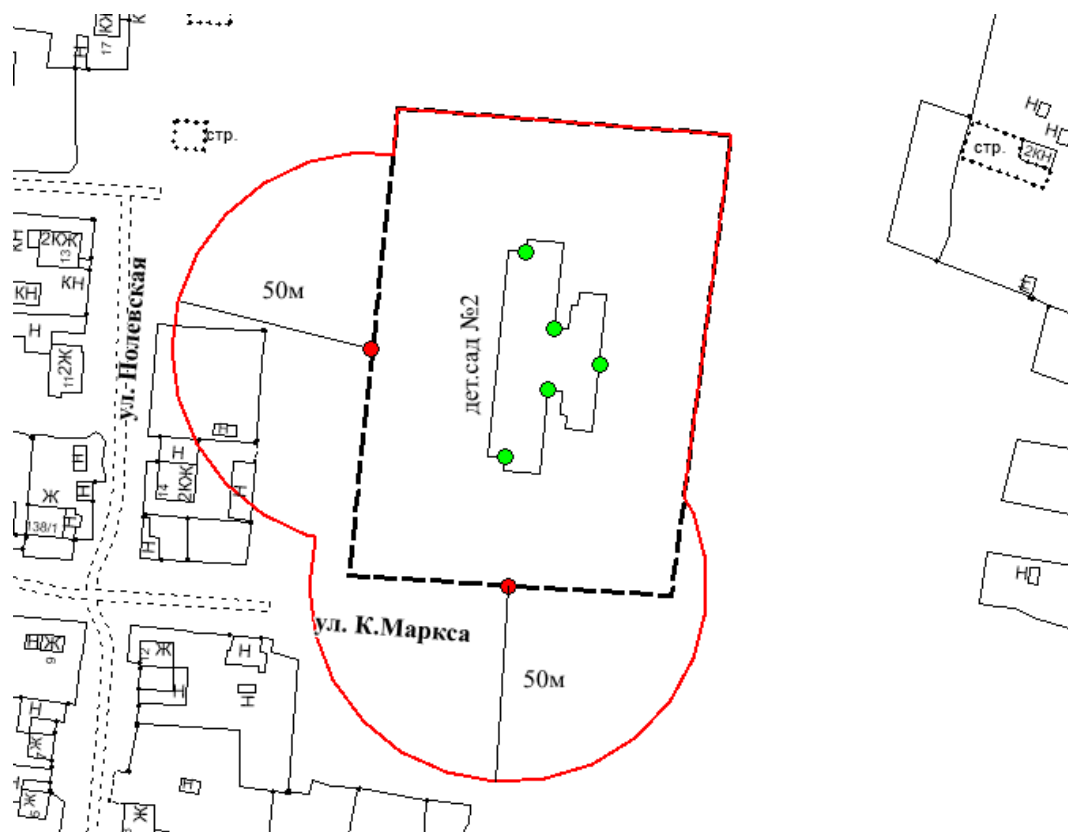 КЖ
17
Н
стр.
Н
Н
стр.
2КН
КН
2КЖ
13
КН
КН
Н
2Ж
11
ул. Полевская
50м
дет.сад №2
Н
Н
2КЖ
14
Н
Н
Н
Н
Ж
138/1
Н
Н
ул. К.Маркса
50м
Н
Ж
9
Ж
12
Н
Н
Н
Н
Ж
Н
Ж
Ж
Н